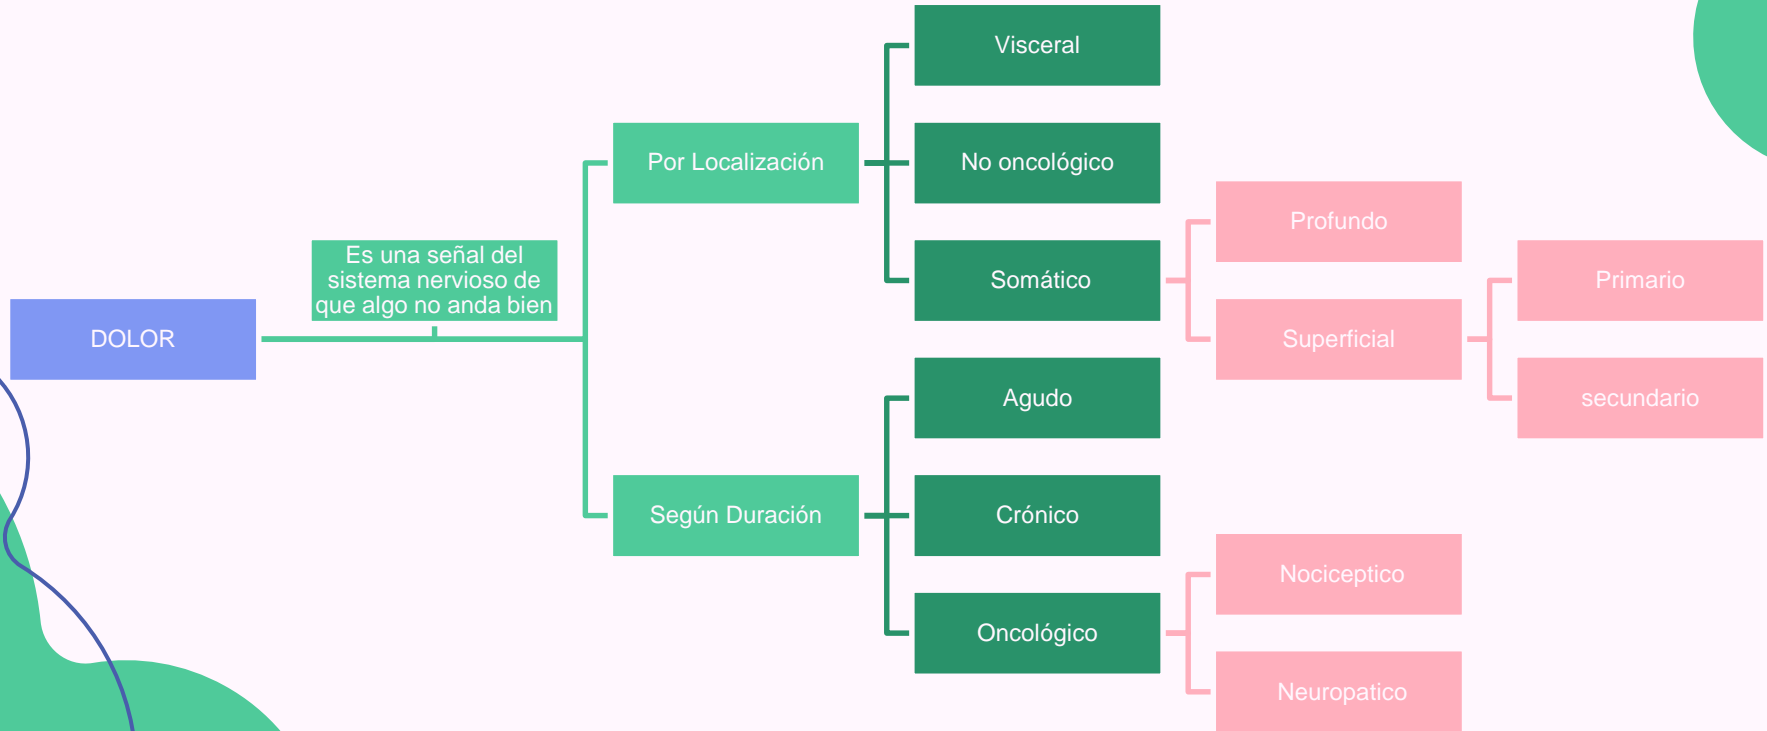 DOLOR
Es una señal del
sistema nervioso de
que algo no anda bien
Por Localización
Visceral
No oncológico
Somático
Profundo
Superficial
Primario
secundario
Según Duración
Agudo
Crónico
Oncológico
Nociceptico
Neuropatico